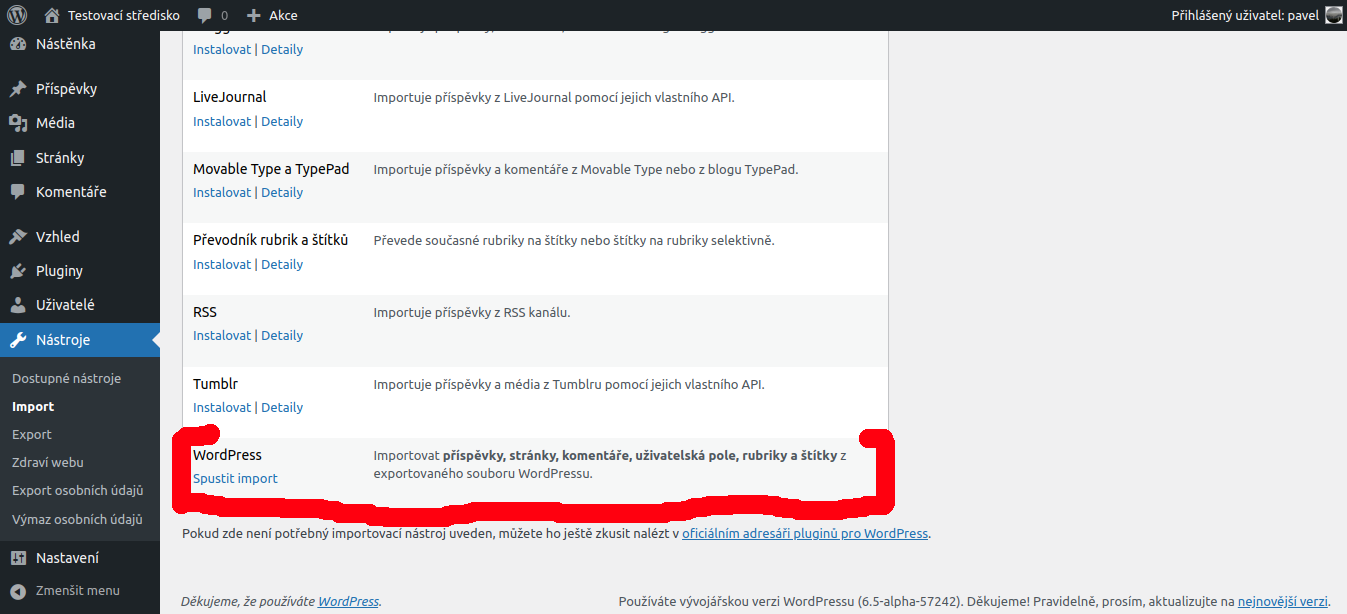 Testovací středisko 0 Akce Přihlášený uživatel: pavel
Nástěnka
Příspěvky
Média
Stránky
Komentáře
Vzhled
Pluginy
Uživatelé
Nástroje
Dostupné nástroje
Import
Export
Zdraví webu
Export osobních údajů
Výmaz osobních údajů
Nastavení
Zmenšit menu
Instalovat | Detaily
LiveJournal
Importuje příspěvky z LiveJournal pomocí jejich vlastního API.
Instalovat | Detaily
Movable Type a TypePad
Importuje příspěvky a komentáře z Movable Type nebo z blogu TypePad.
Instalovat | Detaily
Převodník rubrik a štítků
Převede současné rubriky na štítky nebo štítky na rubriky selektivně.
Instalovat | Detaily
RSS
Importuje příspěvky z RSS kanálu.
Instalovat | Detaily
Tumblr
Importuje příspěvky a média z Tumblru pomocí jejich vlastního API.
Instalovat | Detaily
WordPress
Spustit import
Importovat příspěvky, stránky, komentáře, uživatelská pole, rubriky a štítky z
exportovaného souboru WordPressu.
Pokud zde není potřebný importovací nástroj uveden, můžete ho ještě zkusit nalézt v oficiálním adresáři pluginů pro WordPress.
Děkujeme, že používáte WordPress.
Používáte vývojářskou verzi WordPressu (6.5-alpha-57242). Děkujeme! Pravidelně, prosím, aktualizujte na nejnovější verzi.